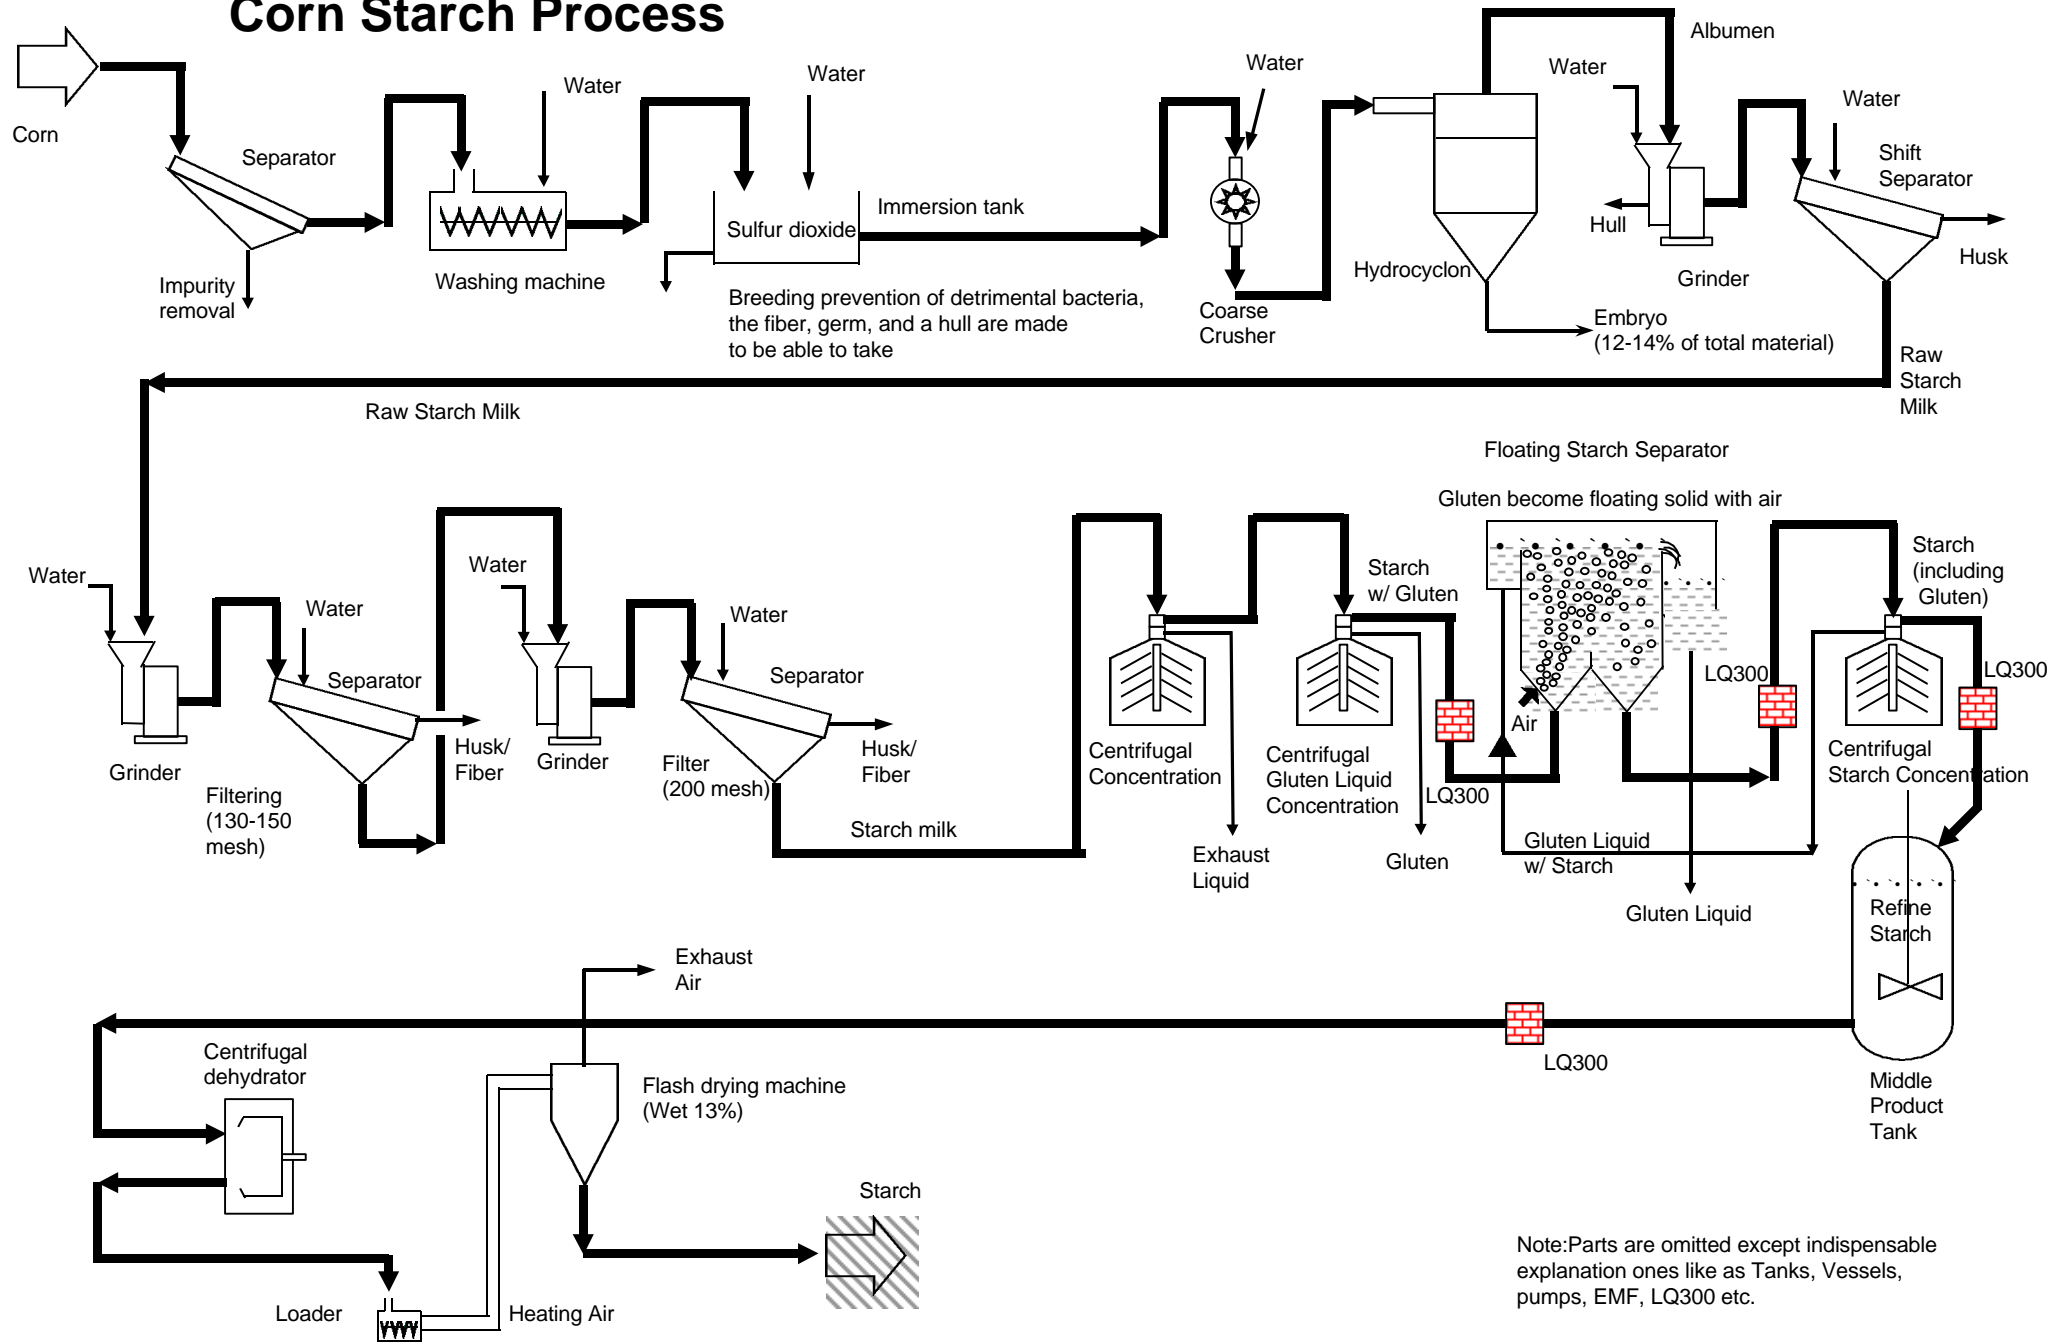 Corn Starch Process
Corn
Separator
Impurity
removal
Water
Washing machine
Water
Sulfur dioxide
Immersion tank
Breeding prevention of detrimental bacteria,
the fiber, germ, and a hull are made
to be able to take
Water
Coarse
Crusher
Hydrocyclon
Albumen
Embryo
(12-14% of total material)
Water
Hull
Grinder
Water
Shift
Separator
Husk
Raw
Starch
Milk
Raw Starch Milk
Water
Grinder
Water
Separator
Husk/
Fiber
Filtering
(130-150
mesh)
Water
Grinder
Water
Separator
Husk/
Fiber
Filter
(200 mesh)
Starch milk
Centrifugal
Concentration
Exhaust
Liquid
Centrifugal
Gluten Liquid
Concentration
Gluten
Starch
w/ Gluten
LQ300
Floating Starch Separator
Gluten become floating solid with air
Air
Gluten Liquid
w/ Starch
Gluten Liquid
LQ300
Starch
(including
Gluten)
LQ300
Centrifugal
Starch Concentration
Refine
Starch
Middle
Product
Tank
LQ300
Exhaust
Air
Centrifugal
dehydrator
Flash drying machine
(Wet 13%)
Loader
Heating Air
Starch
Note:Parts are omitted except indispensable
explanation ones like as Tanks, Vessels,
pumps, EMF, LQ300 etc.